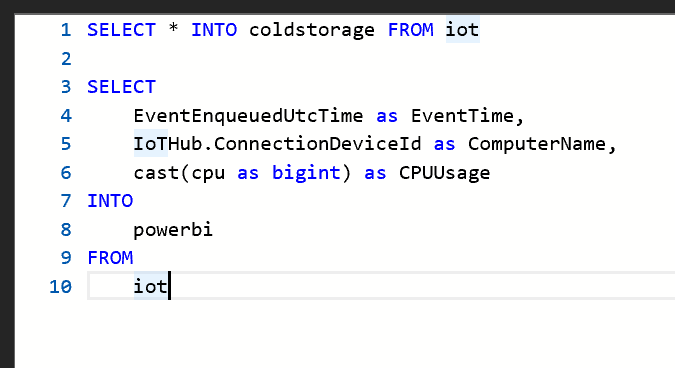 1 SELECT * INTO coldstorage FROM iot
2
3 SELECT
4 EventEnqueuedUtcTime as EventTime,
5 IoTHub.ConnectionDeviceId as ComputerName,
6 cast(cpu as bigint) as CPUUsage
7 INTO
8 powerbi
9 FROM
10 iot